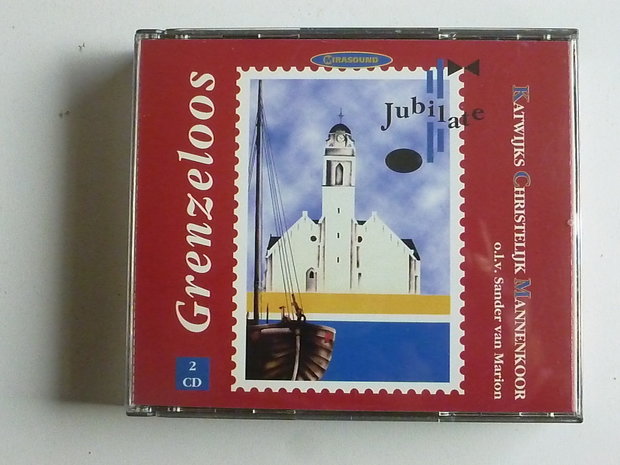 MIRASOUND
Grenzeloos
Jubilate
KATWIJKS CHRISTELIJK MANNENKOOR
o.l.v. Sander van Marion
2
CD